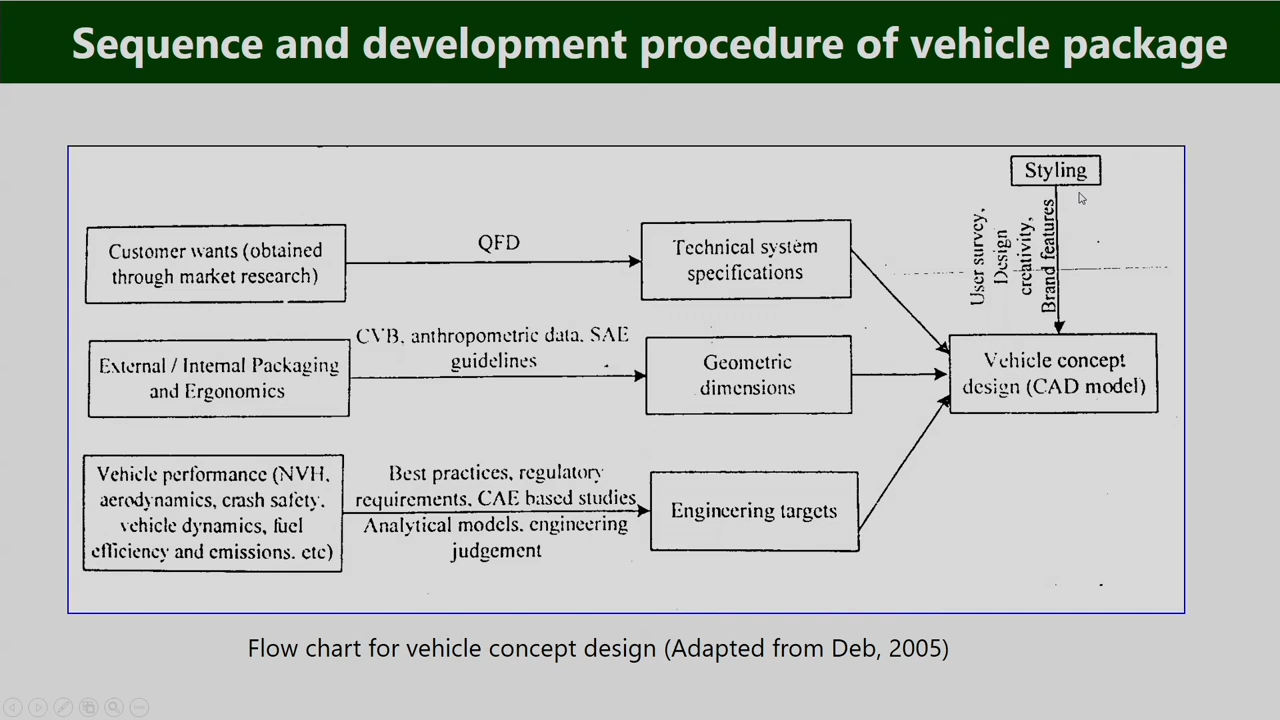 Sequence and development procedure of vehicle package
Styling
User survey,
Design
creativity,
Brand features
Customer wants (obtained
through market research)
QFD
Technical system
specifications
External / Internal Packaging
and Ergonomics
CVB, anthropometric data, SAE
guidelines
Geometric
dimensions
Vehicle concept
design (CAD model)
Vehicle performance (NVH,
aerodynamics, crash safety,
vehicle dynamics, fuel
efficiency and emissions. etc)
Best practices, regulatory
requirements, CAE based studies
Analytical models, engineering
judgement
Engineering targets
Flow chart for vehicle concept design (Adapted from Deb, 2005)